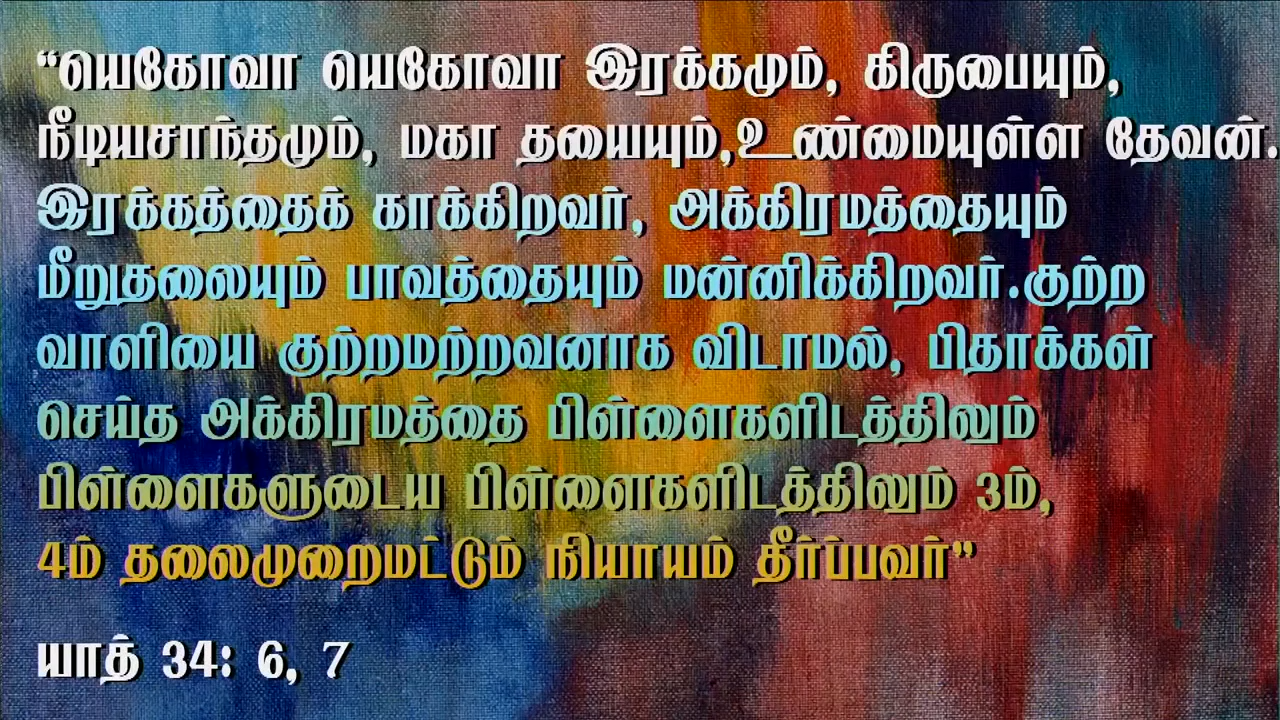 “யெகோவா யெகோவா இரக்கமும், கிருபையும்,
நீடியசாந்தமும், மகா தயையும்,உண்மையுள்ள தேவன்.
இரக்கத்தைக் காக்கிறவர், அக்கிரமத்தையும்
மீறுதலையும் பாவத்தையும் மன்னிக்கிறவர்.குற்ற
வாளியை குற்றமற்றவனாக விடாமல், பிதாக்கள்
செய்த அக்கிரமத்தை பிள்ளைகளிடத்திலும்
பிள்ளைகளுடைய பிள்ளைகளிடத்திலும் 3ம்,
4ம் தலைமுறைமட்டும் நியாயம் தீர்ப்பவர்”
யாத் 34: 6, 7